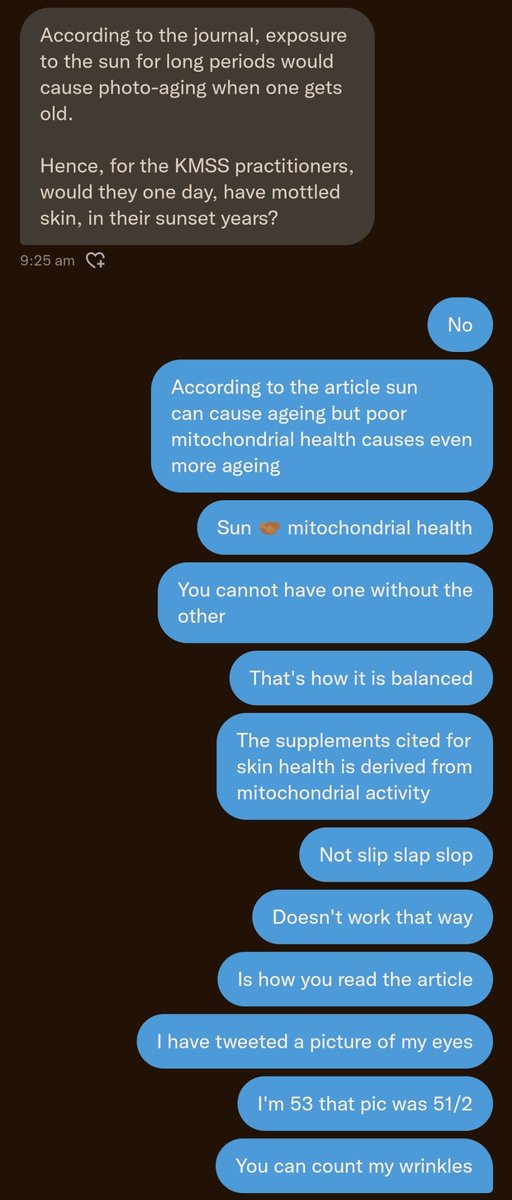 According to the journal, exposure
to the sun for long periods would
cause photo-aging when one gets
old.
Hence, for the KMSS practitioners,
would they one day, have mottled
skin, in their sunset years?
9:25 am
No
According to the article sun
can cause ageing but poor
mitochondrial health causes even
more ageing
Sun 🤝🏾 mitochondrial health
You cannot have one without the
other
That's how it is balanced
The supplements cited for
skin health is derived from
mitochondrial activity
Not slip slap slop
Doesn't work that way
Is how you read the article
I have tweeted a picture of my eyes
I'm 53 that pic was 51/2
You can count my wrinkles